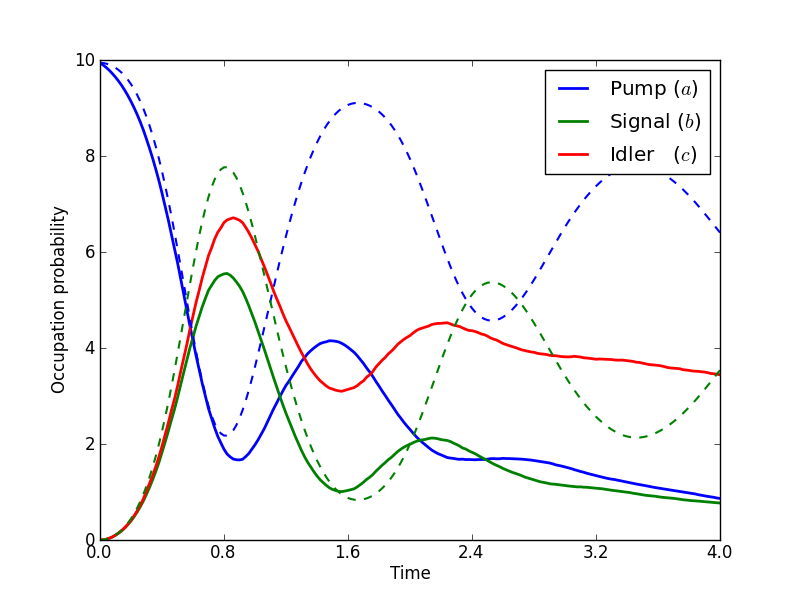 10
8
6
4
2
0
Occupation probability
Pump (a)
Signal (b)
Idler (c)
0.0 0.8 1.6 2.4 3.2 4.0
Time